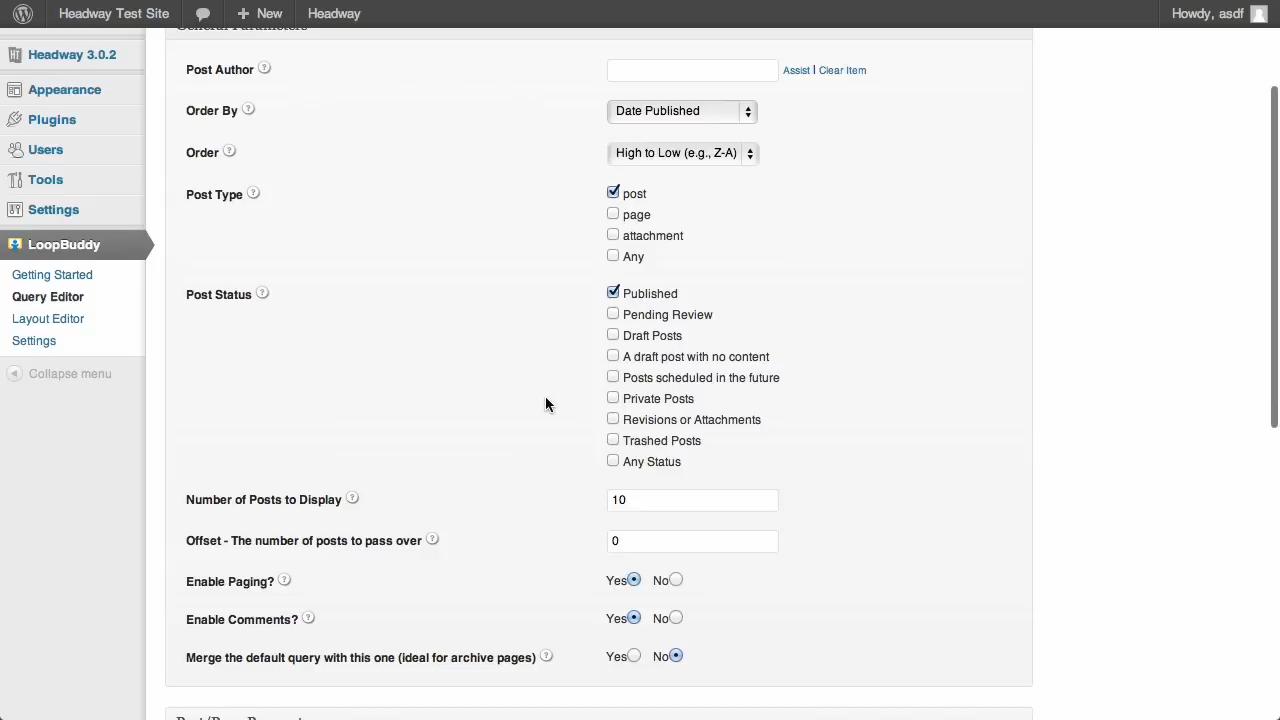 Headway Test Site
New
Headway
Howdy, asdf
Headway 3.0.2
Appearance
Plugins
Users
Tools
Settings
LoopBuddy
Getting Started
Query Editor
Layout Editor
Settings
Collapse menu
General Parameters
Post Author ?
Assist | Clear Item
Order By ?
Date Published
Order ?
High to Low (e.g., Z-A)
Post Type ?
post
page
attachment
Any
Post Status ?
Published
Pending Review
Draft Posts
A draft post with no content
Posts scheduled in the future
Private Posts
Revisions or Attachments
Trashed Posts
Any Status
Number of Posts to Display ?
10
Offset - The number of posts to pass over ?
0
Enable Paging? ?
Yes No
Enable Comments? ?
Yes No
Merge the default query with this one (ideal for archive pages) ?
Yes No